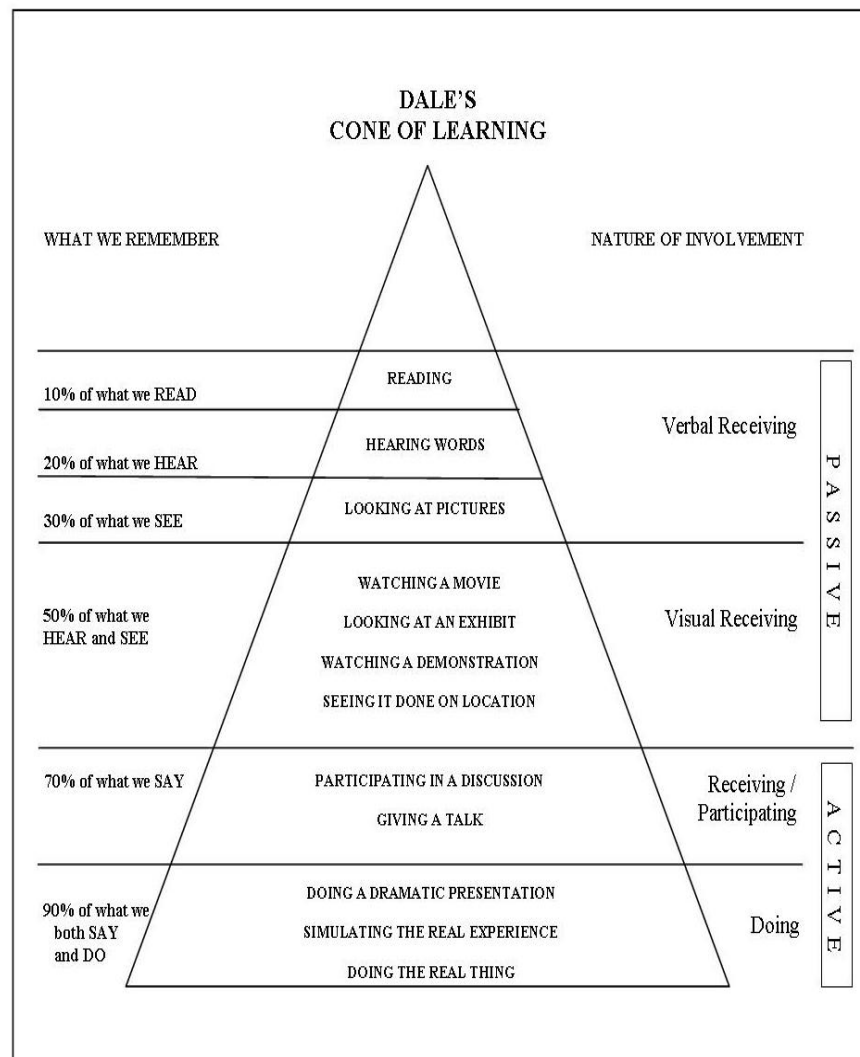 DALE'S
CONE OF LEARNING
WHAT WE REMEMBER
NATURE OF INVOLVEMENT
10% of what we READ
READING
Verbal Receiving
20% of what we HEAR
HEARING WORDS
30% of what we SEE
LOOKING AT PICTURES
PASSIVE
50% of what we
HEAR and SEE
WATCHING A MOVIE
LOOKING AT AN EXHIBIT
WATCHING A DEMONSTRATION
SEEING IT DONE ON LOCATION
Visual Receiving
70% of what we SAY
PARTICIPATING IN A DISCUSSION
GIVING A TALK
Receiving /
Participating
ACTIVE
90% of what we
both SAY
and DO
DOING A DRAMATIC PRESENTATION
SIMULATING THE REAL EXPERIENCE
DOING THE REAL THING
Doing